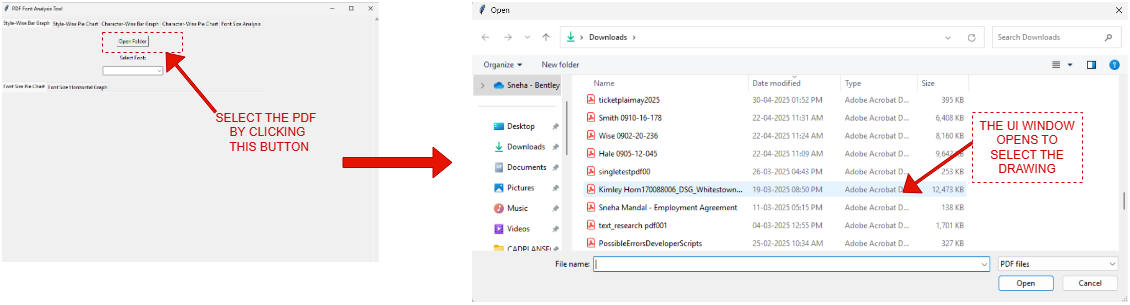 PDF Font Analysis Tool
Style-Wise Bar Graph Style-Wise Pie Chart Character-Wise Bar Graph Character-Wise Pie Chart Font Size Analysis
Open Folder
Select Font:
Font Size Pie Chart Font Size Horizontal Graph
SELECT THE PDF
BY CLICKING
THIS BUTTON
Open
Downloads
Search Downloads
Organize New folder
Sneha - Bentley
Desktop
Downloads
Documents
Pictures
Music
Videos
Name Date modified Type Size
ticketplaimay2025 30-04-2025 01:52 PM Adobe Acrobat D... 395 KB
Smith 0910-16-178 22-04-2025 11:31 AM Adobe Acrobat D... 6,408 KB
Wise 0902-20-236 22-04-2025 11:24 AM Adobe Acrobat D... 8,160 KB
Hale 0905-12-045 22-04-2025 11:09 AM Adobe Acrobat D... KB
singletestpdf00 26-03-2025 04:43 PM Adobe Acrobat D... 253 KB
Kimley Horn170088006_DSG_Whitestown... 19-03-2025 08:50 PM Adobe Acrobat D... 12,473 KB
Sneha Mandal - Employment Agreement 11-03-2025 05:15 PM Adobe Acrobat D... 138 KB
text_research pdf001 04-03-2025 12:55 PM Adobe Acrobat D... 1,701 KB
PossibleErrorsDeveloperScripts 25-02-2025 10:34 AM Adobe Acrobat D... 327 KB
THE UI WINDOW
OPENS TO
SELECT THE
DRAWING
File name: PDF files
Open Cancel